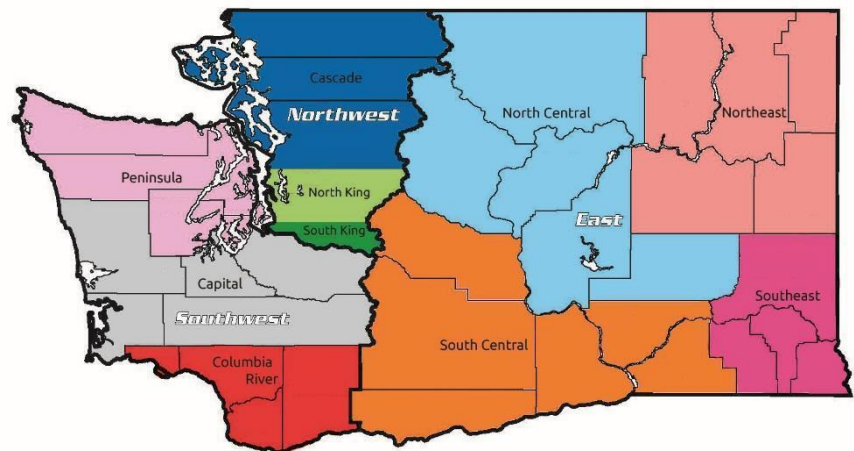 Cascade
Northwest
North Central
Northeast
Peninsula
North King
South King
East
Capital
Southeast
Southwest
South Central
Columbia
River